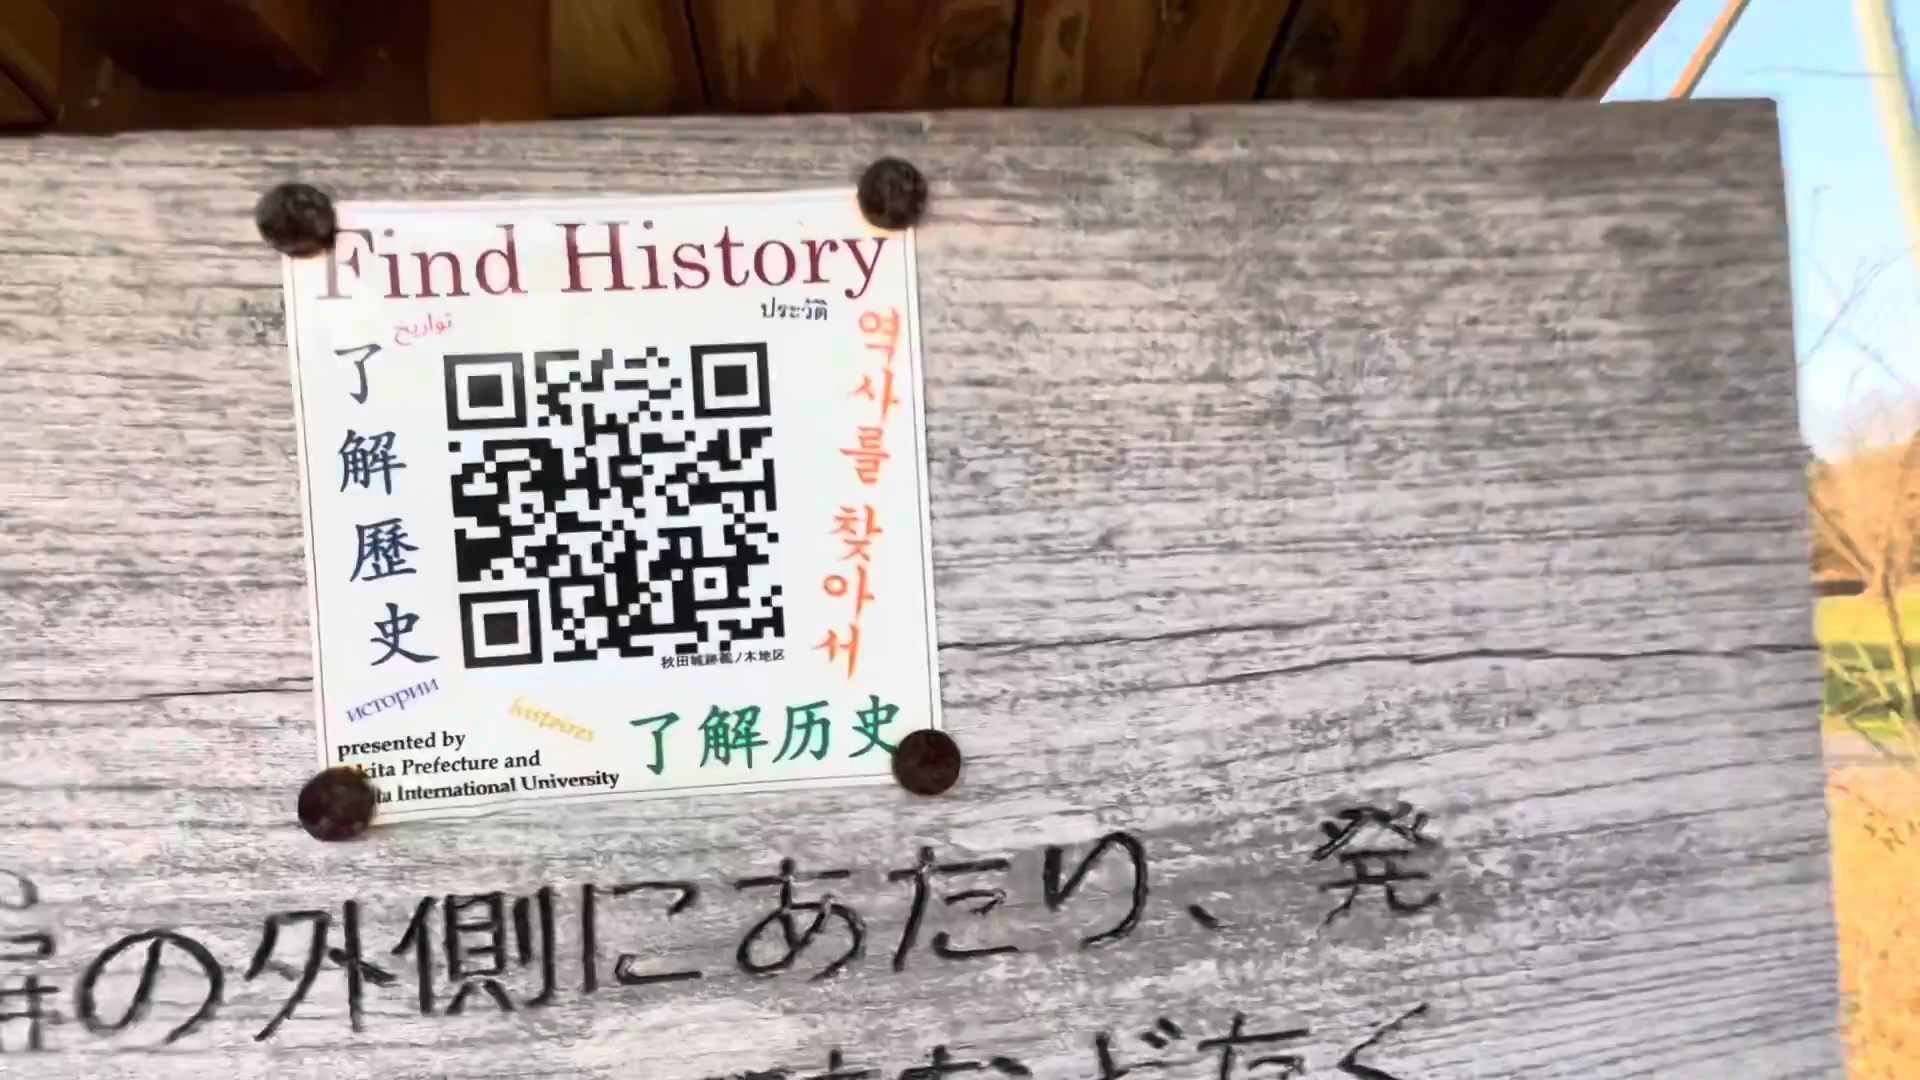 Find History
تواريخ
ประวัติ
了解歷史
역사를 찾아서
秋田城跡鵜ノ木地区
истории
histoires
了解历史
presented by
Akita Prefecture and
International University
の外側にあたり、発